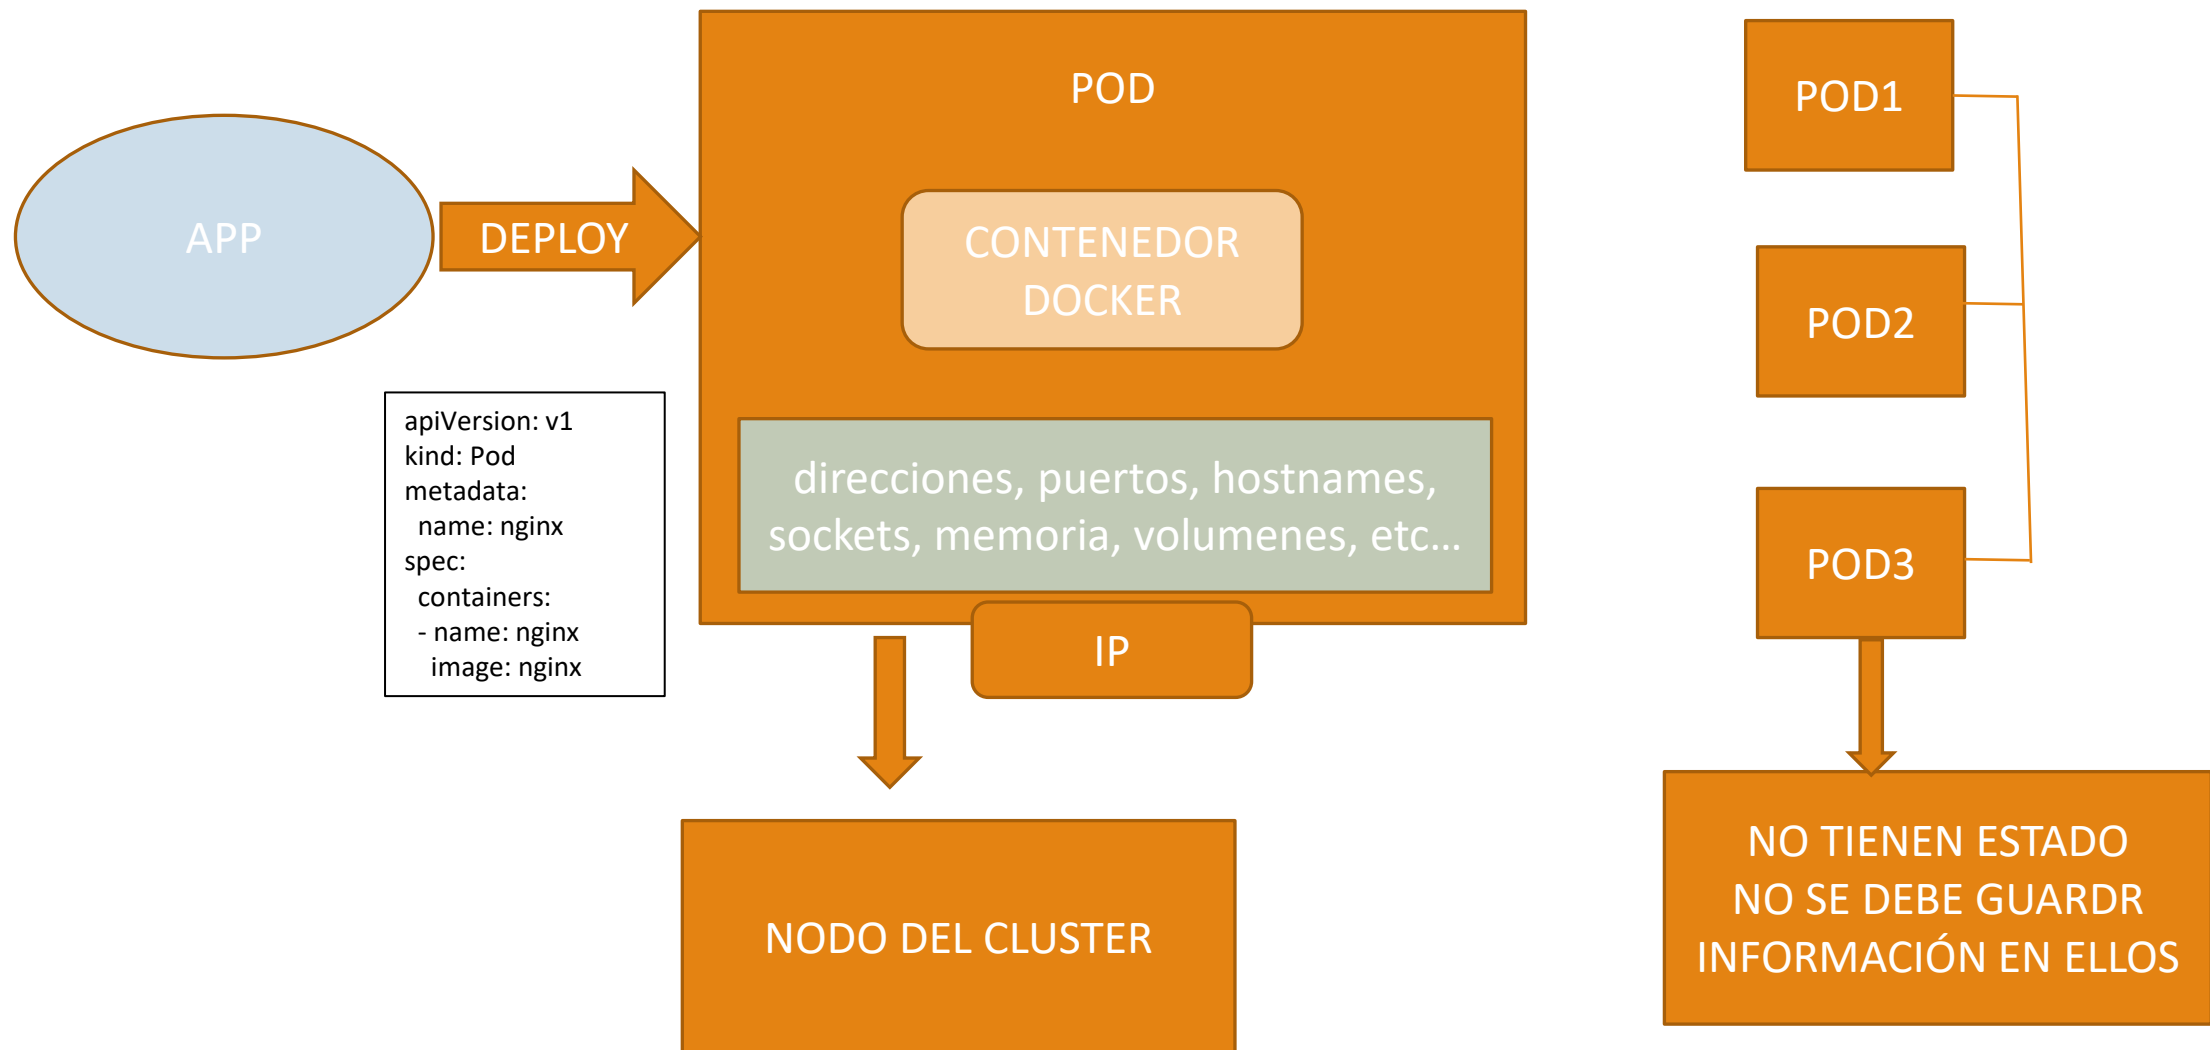 APP
DEPLOY
apiVersion: v1
kind: Pod
metadata:
  name: nginx
spec:
  containers:
  - name: nginx
    image: nginx
POD
CONTENEDOR
DOCKER
direcciones, puertos, hostnames,
sockets, memoria, volumenes, etc…
IP
NODO DEL CLUSTER
POD1
POD2
POD3
NO TIENEN ESTADO
NO SE DEBE GUARDR
INFORMACIÓN EN ELLOS